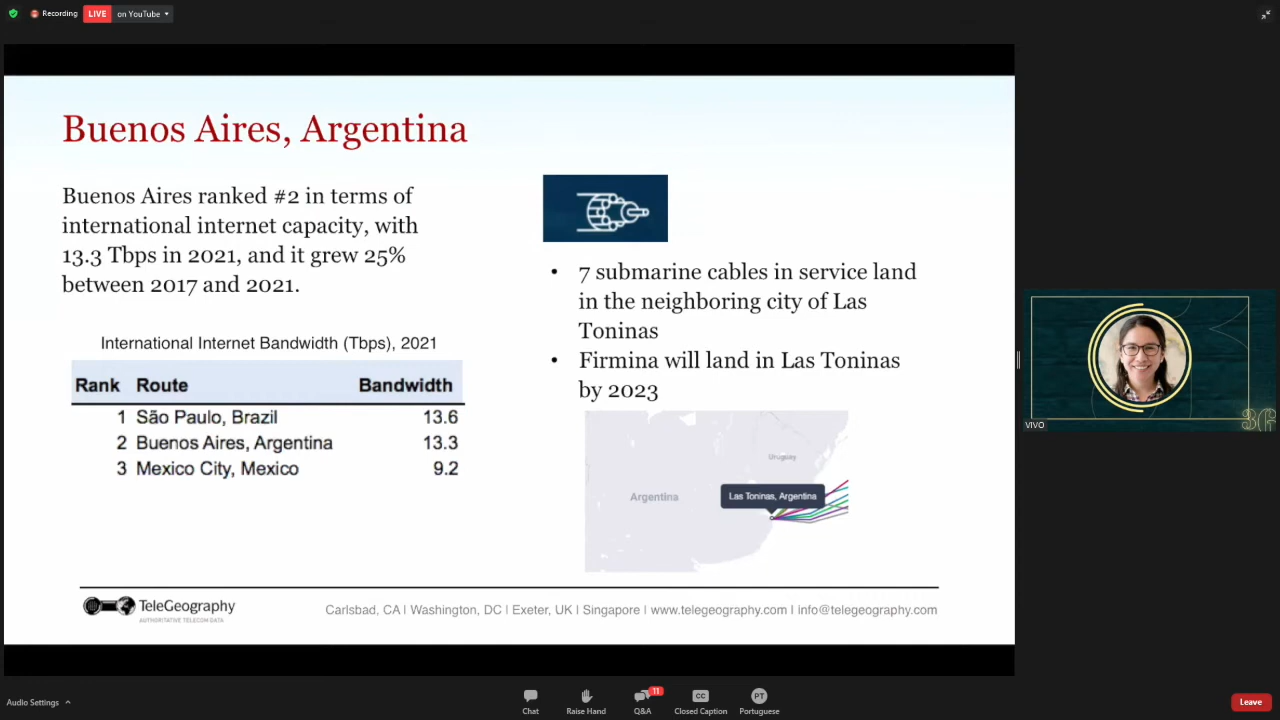 Recording LIVE on YouTube
Buenos Aires, Argentina
Buenos Aires ranked #2 in terms of
international internet capacity, with
13.3 Tbps in 2021, and it grew 25%
between 2017 and 2021.
International Internet Bandwidth (Tbps), 2021
Rank Route Bandwidth
1 São Paulo, Brazil 13.6
2 Buenos Aires, Argentina 13.3
3 Mexico City, Mexico 9.2
• 7 submarine cables in service land
in the neighboring city of Las
Toninas
• Firmina will land in Las Toninas
by 2023
Uruguay
Argentina
Las Toninas, Argentina
TeleGeography
AUTHORITATIVE TELECOM DATA
Carlsbad, CA | Washington, DC | Exeter, UK | Singapore | www.telegeography.com | info@telegeography.com
VIVO
Audio Settings
Chat
Raise Hand
11
Q&A
CC
Closed Caption
PT
Portuguese
Leave